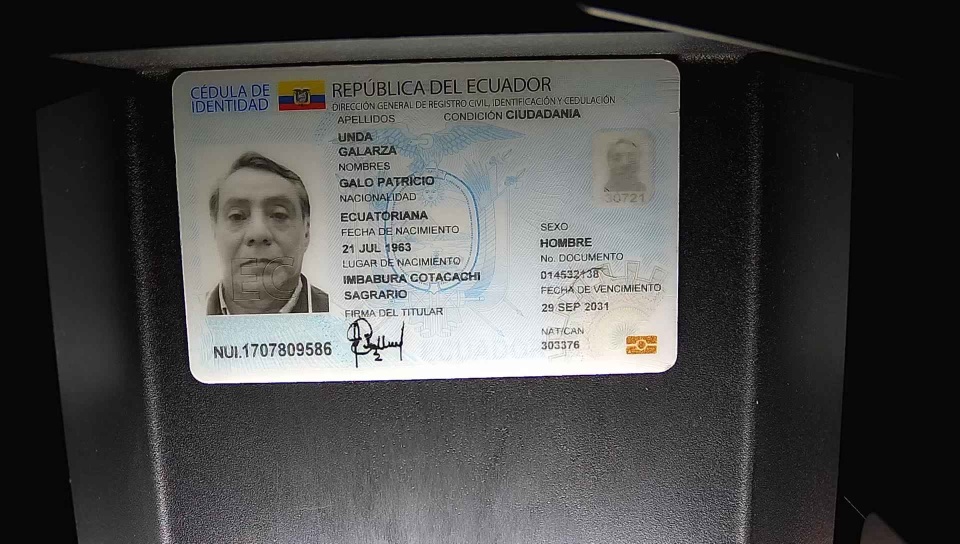 CÉDULA DE
IDENTIDAD
REPÚBLICA DEL ECUADOR
DIRECCIÓN GENERAL DE REGISTRO CIVIL, IDENTIFICACIÓN Y CEDULACIÓN
APELLIDOS
CONDICIÓN CIUDADANIA
UNDA
GALARZA
NOMBRES
GALO PATRICIO
NACIONALIDAD
ECUATORIANA
FECHA DE NACIMIENTO
21 JUL 1963
LUGAR DE NACIMIENTO
IMBABURA COTACACHI
SAGRARIO
FIRMA DEL TITULAR
30721
SEXO
HOMBRE
No. DOCUMENTO
014532138
FECHA DE VENCIMIENTO
29 SEP 2031
NAT/CAN
303376
NUI.1707809586
ECUADOR